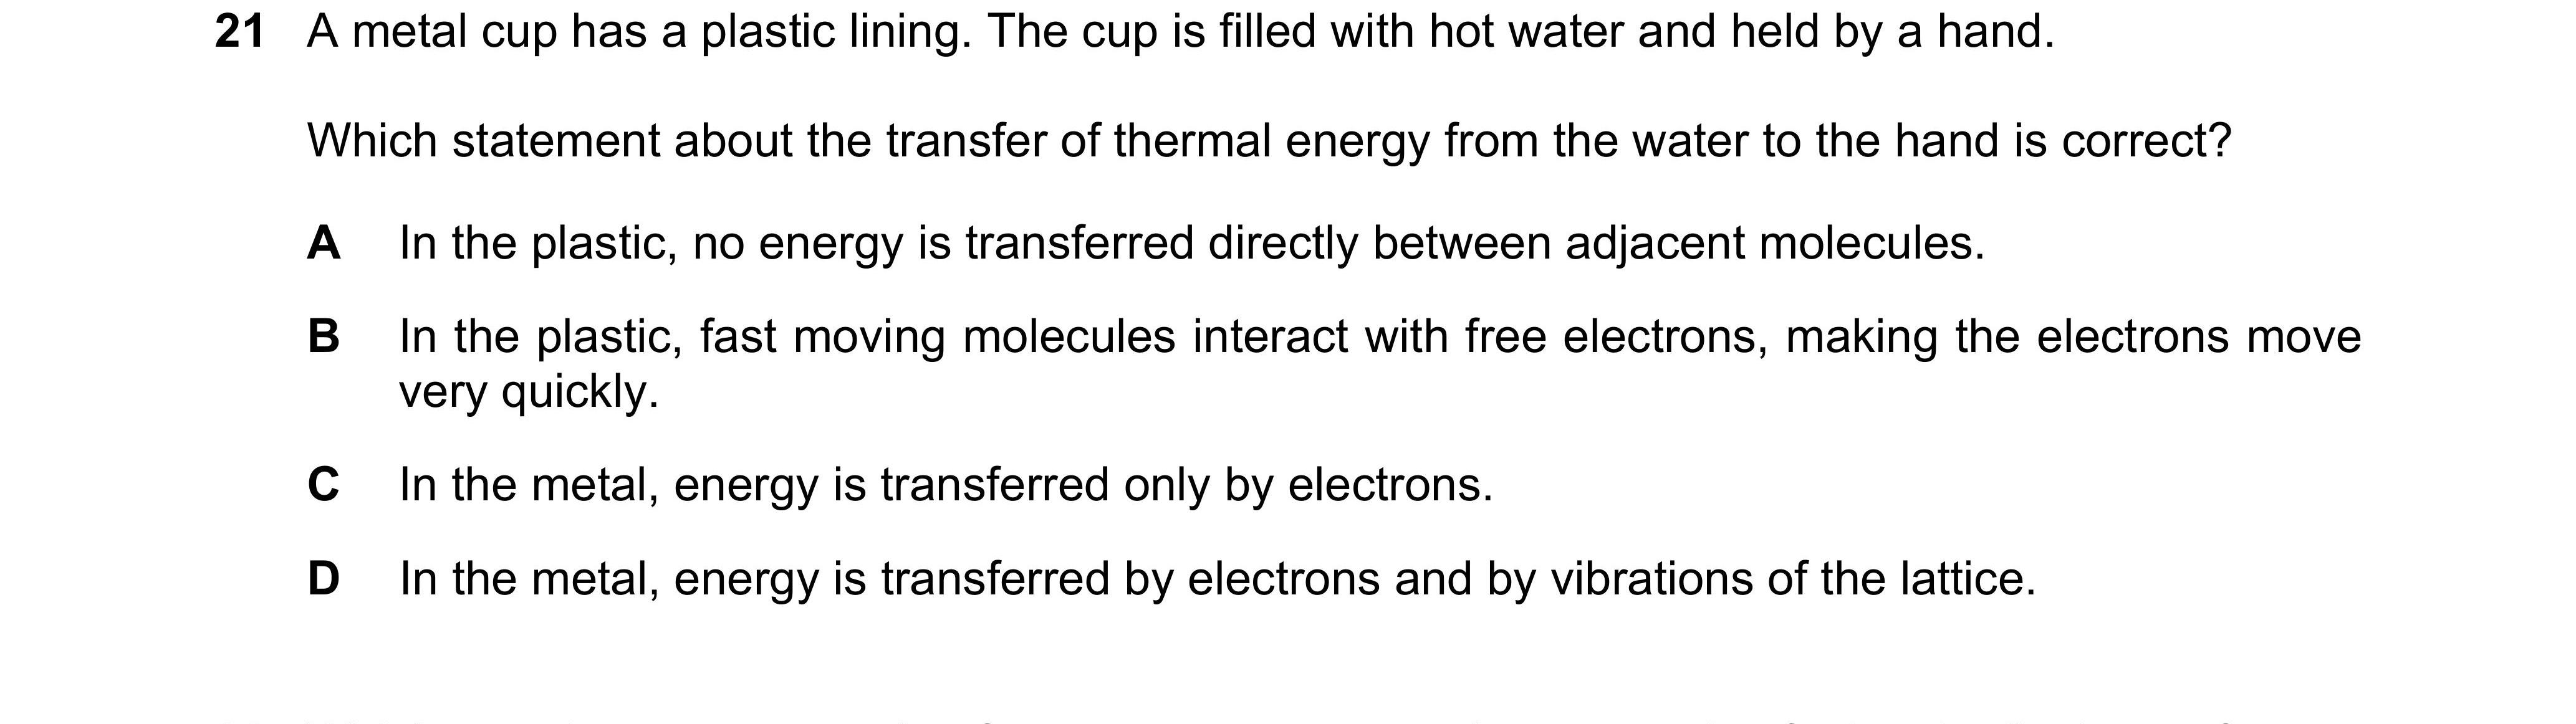 21 A metal cup has a plastic lining. The cup is filled with hot water and held by a hand.
Which statement about the transfer of thermal energy from the water to the hand is correct?
A In the plastic, no energy is transferred directly between adjacent molecules.
B In the plastic, fast moving molecules interact with free electrons, making the electrons move
very quickly.
C In the metal, energy is transferred only by electrons.
D In the metal, energy is transferred by electrons and by vibrations of the lattice.